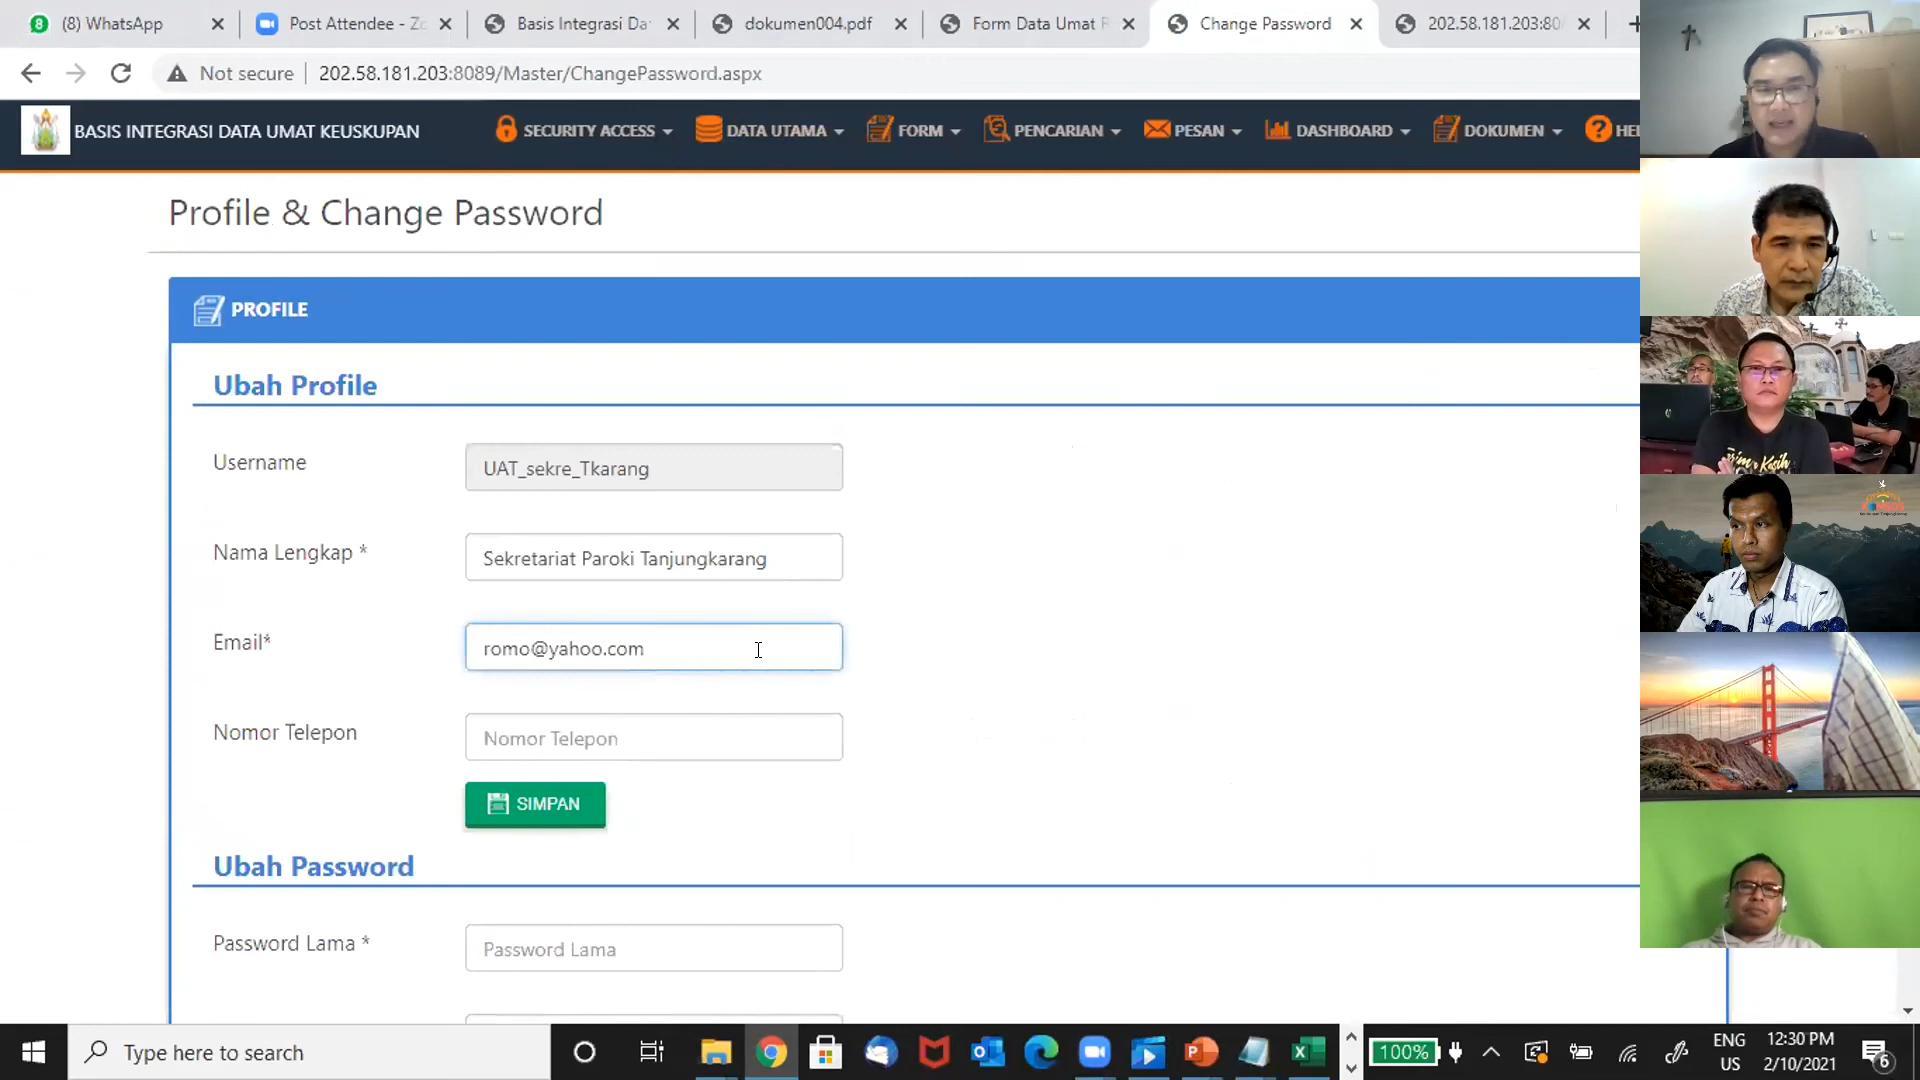 (8) WhatsApp
Post Attendee - Zo
Basis Integrasi Da
dokumen004.pdf
Form Data Umat
Change Password
202.58.181.203:80
Not secure
202.58.181.203:8089/Master/ChangePassword.aspx
BASIS INTEGRASI DATA UMAT KEUSKUPAN
SECURITY ACCESS
DATA UTAMA
FORM
PENCARIAN
PESAN
DASHBOARD
DOKUMEN
Profile & Change Password
PROFILE
Ubah Profile
Username
UAT_sekre_Tkarang
Nama Lengkap *
Sekretariat Paroki Tanjungkarang
Email*
romo@yahoo.com
Nomor Telepon
Nomor Telepon
SIMPAN
Ubah Password
Password Lama *
Password Lama
Type here to search
100%
ENG
US
12:30 PM
2/10/2021
6